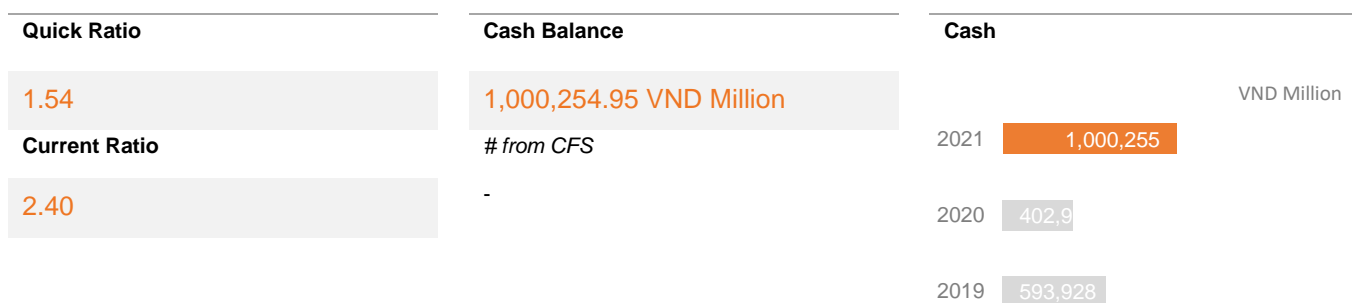 Quick Ratio
1.54
Current Ratio
2.40
Cash Balance
1,000,254.95 VND Million
# from CFS
-
Cash
VND Million
2021 1,000,255
2020 402,9
2019 593,928